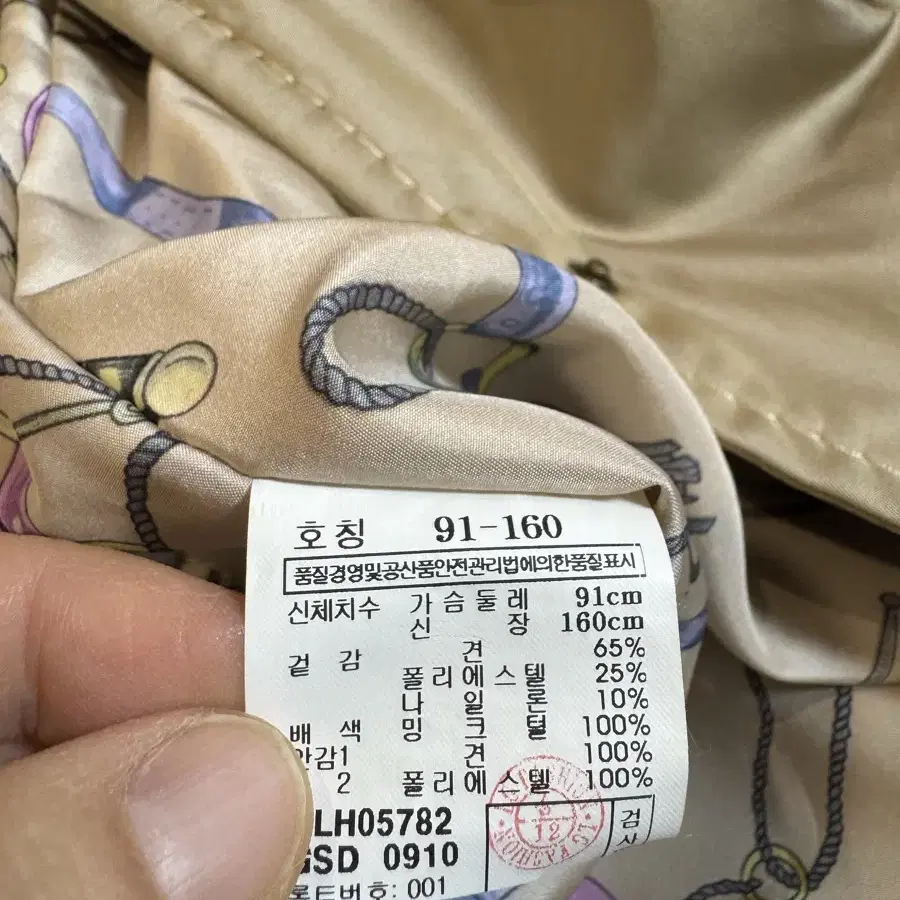 호칭 91-160
품질경영및공산품안전관리법에의한품질표시
신체치수 가슴둘레 91cm
신장 160cm
겉감 견 65%
폴리에스텔 25%
나일론 10%
배색 밍크털 100%
안감1 견 100%
2 폴리에스텔 100%
LH05782
GSD 0910
로트번호: 001
검사
12